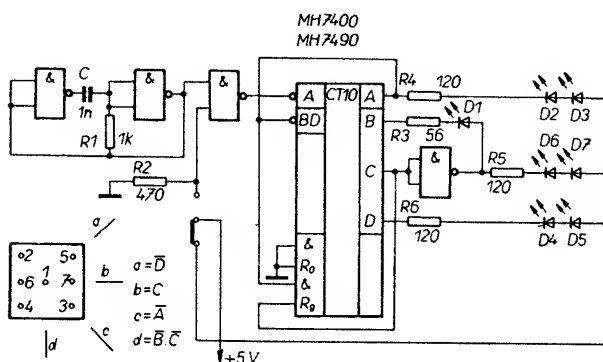 MH7400
MH7490
& C & &
1n
R1 1k
R2
470
A CT10 A R4 120
BD B R3 56 D1
C
D R6 120
& R5 120
D2 D3
D6 D7
D4 D5
&
R0
&
R9
+5V
a
2 5
1
6 7
4 3
b
c
d
a = D̅
b = C
c = A̅
d = B̅.C̅